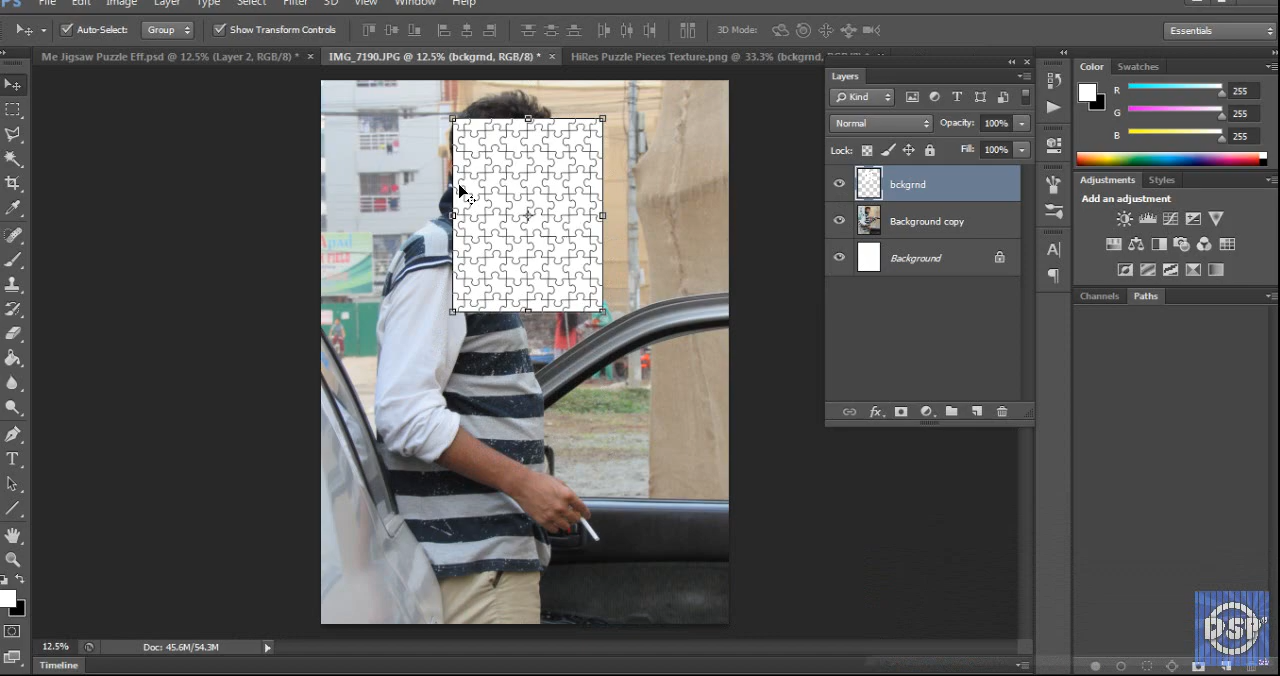 PS File Edit Image Layer Type Select Filter 3D View Window Help
Auto-Select: Group Show Transform Controls 3D Mode: Essentials
Me Jigsaw Puzzle Eff.psd @ 12.5% (Layer 2, RGB/8) * × IMG_7190.JPG @ 12.5% (bckgrnd, RGB/8) * × HiRes Puzzle Pieces Texture.png @ 33.3% (bckgrnd,
Layers
Kind
Normal Opacity: 100%
Lock: Fill: 100%
bckgrnd
Background copy
Background
Color Swatches
R 255
G 255
B 255
Adjustments Styles
Add an adjustment
Channels Paths
12.5% Doc: 45.6M/54.3M
Timeline
DSP